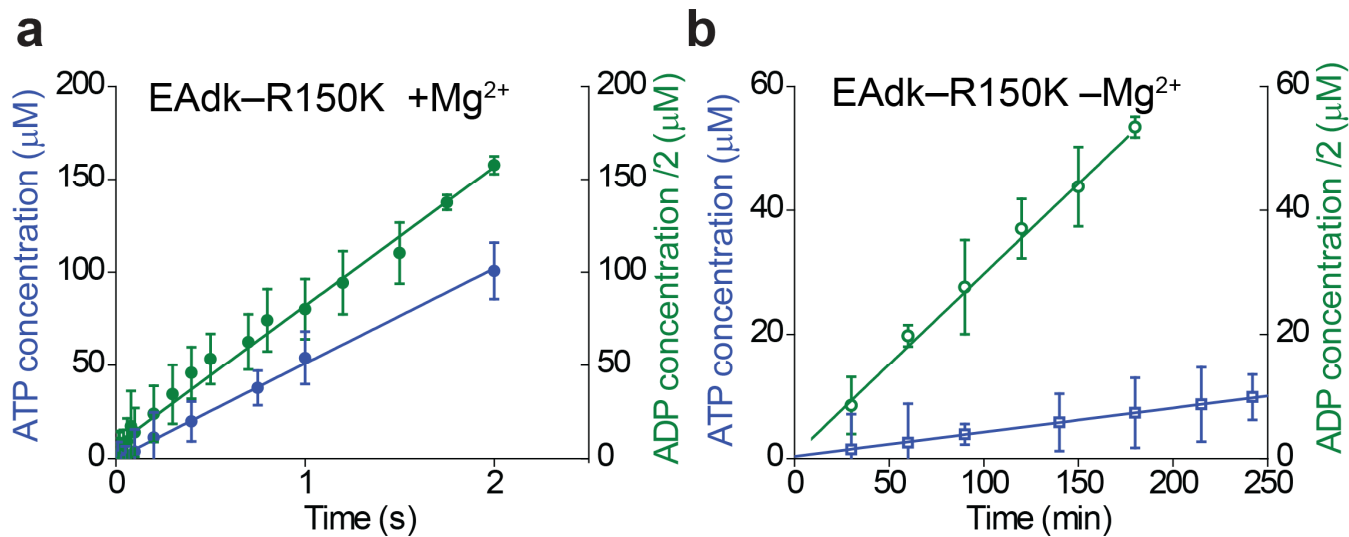 a
EAdk–R150K +Mg²⁺
ATP concentration (μM)
200
150
100
50
0
0
1
2
Time (s)
200
150
100
50
0
ADP concentration /2 (μM)
b
EAdk–R150K –Mg²⁺
ATP concentration (μM)
60
40
20
0
0
50
100
150
200
250
Time (min)
60
40
20
0
ADP concentration /2 (μM)